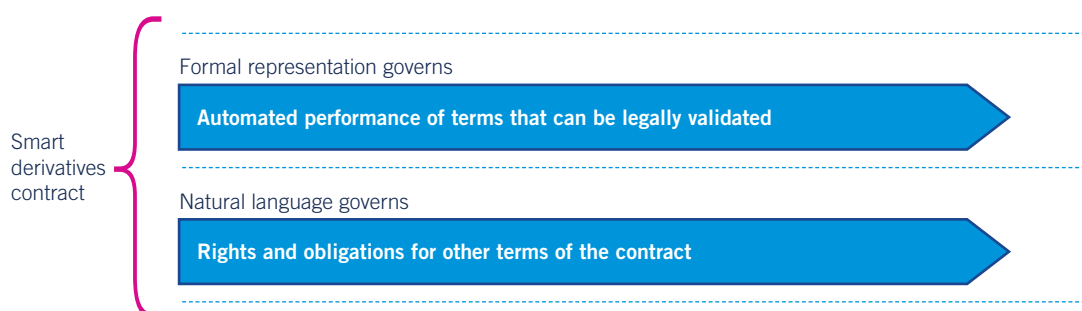 Formal representation governs
Automated performance of terms that can be legally validated
Smart
derivatives
contract
Natural language governs
Rights and obligations for other terms of the contract